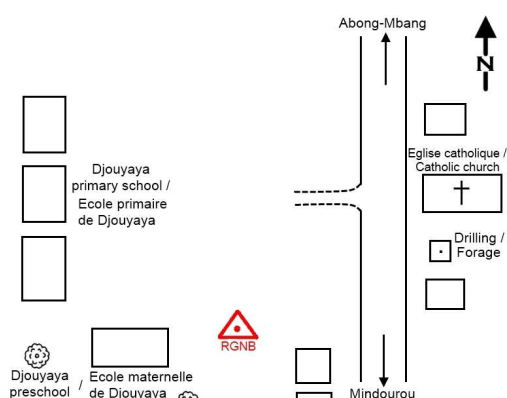 Abong-Mbang
N
Eglise catholique /
Catholic church
Djouyaya
primary school /
Ecole primaire
de Djouyaya
Drilling /
Forage
RGNB
Djouyaya
preschool /
Ecole maternelle
de Djouyaya
Mindourou